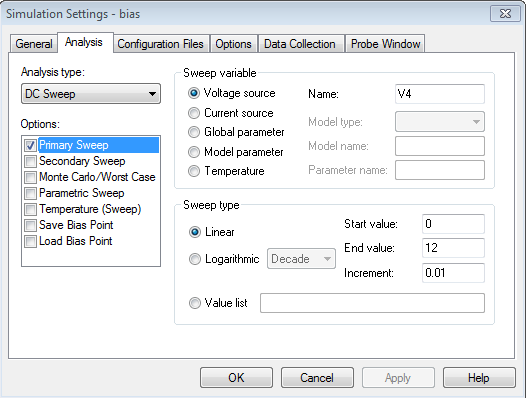 Simulation Settings - bias
General Analysis Configuration Files Options Data Collection Probe Window
Analysis type:
DC Sweep
Options:
Primary Sweep
Secondary Sweep
Monte Carlo/Worst Case
Parametric Sweep
Temperature (Sweep)
Save Bias Point
Load Bias Point
Sweep variable
Voltage source Name: V4
Current source Model type:
Global parameter
Model parameter Model name:
Temperature Parameter name:
Sweep type
Linear Start value: 0
End value: 12
Logarithmic Decade Increment: 0.01
Value list
OK Cancel Apply Help